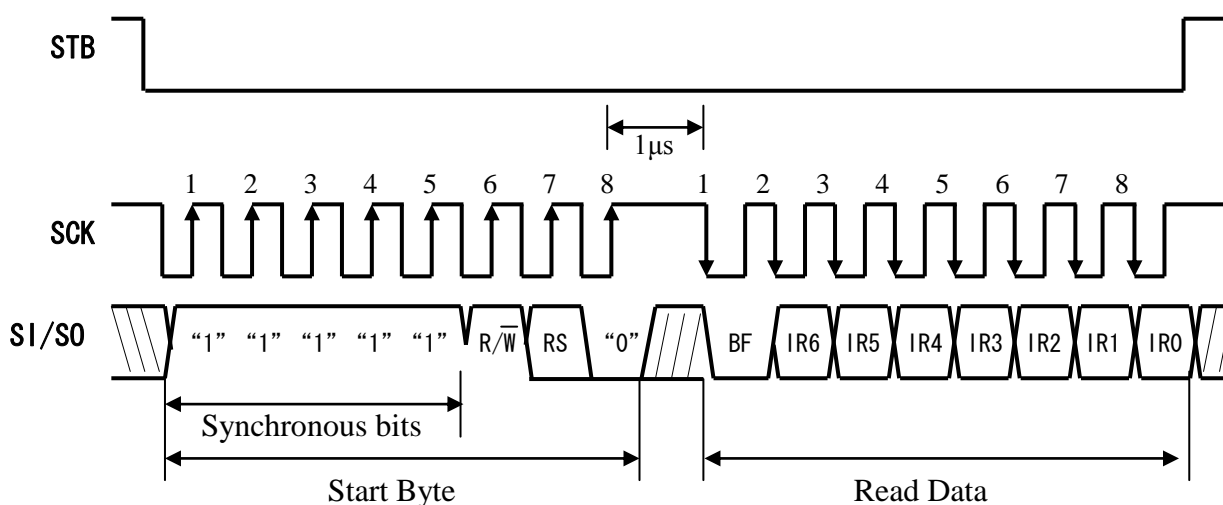 STB
1μs
1 2 3 4 5 6 7 8 1 2 3 4 5 6 7 8
SCK
SI/SO
“1” “1” “1” “1” “1” R/W̅ RS “0” BF IR6 IR5 IR4 IR3 IR2 IR1 IR0
Synchronous bits
Start Byte Read Data